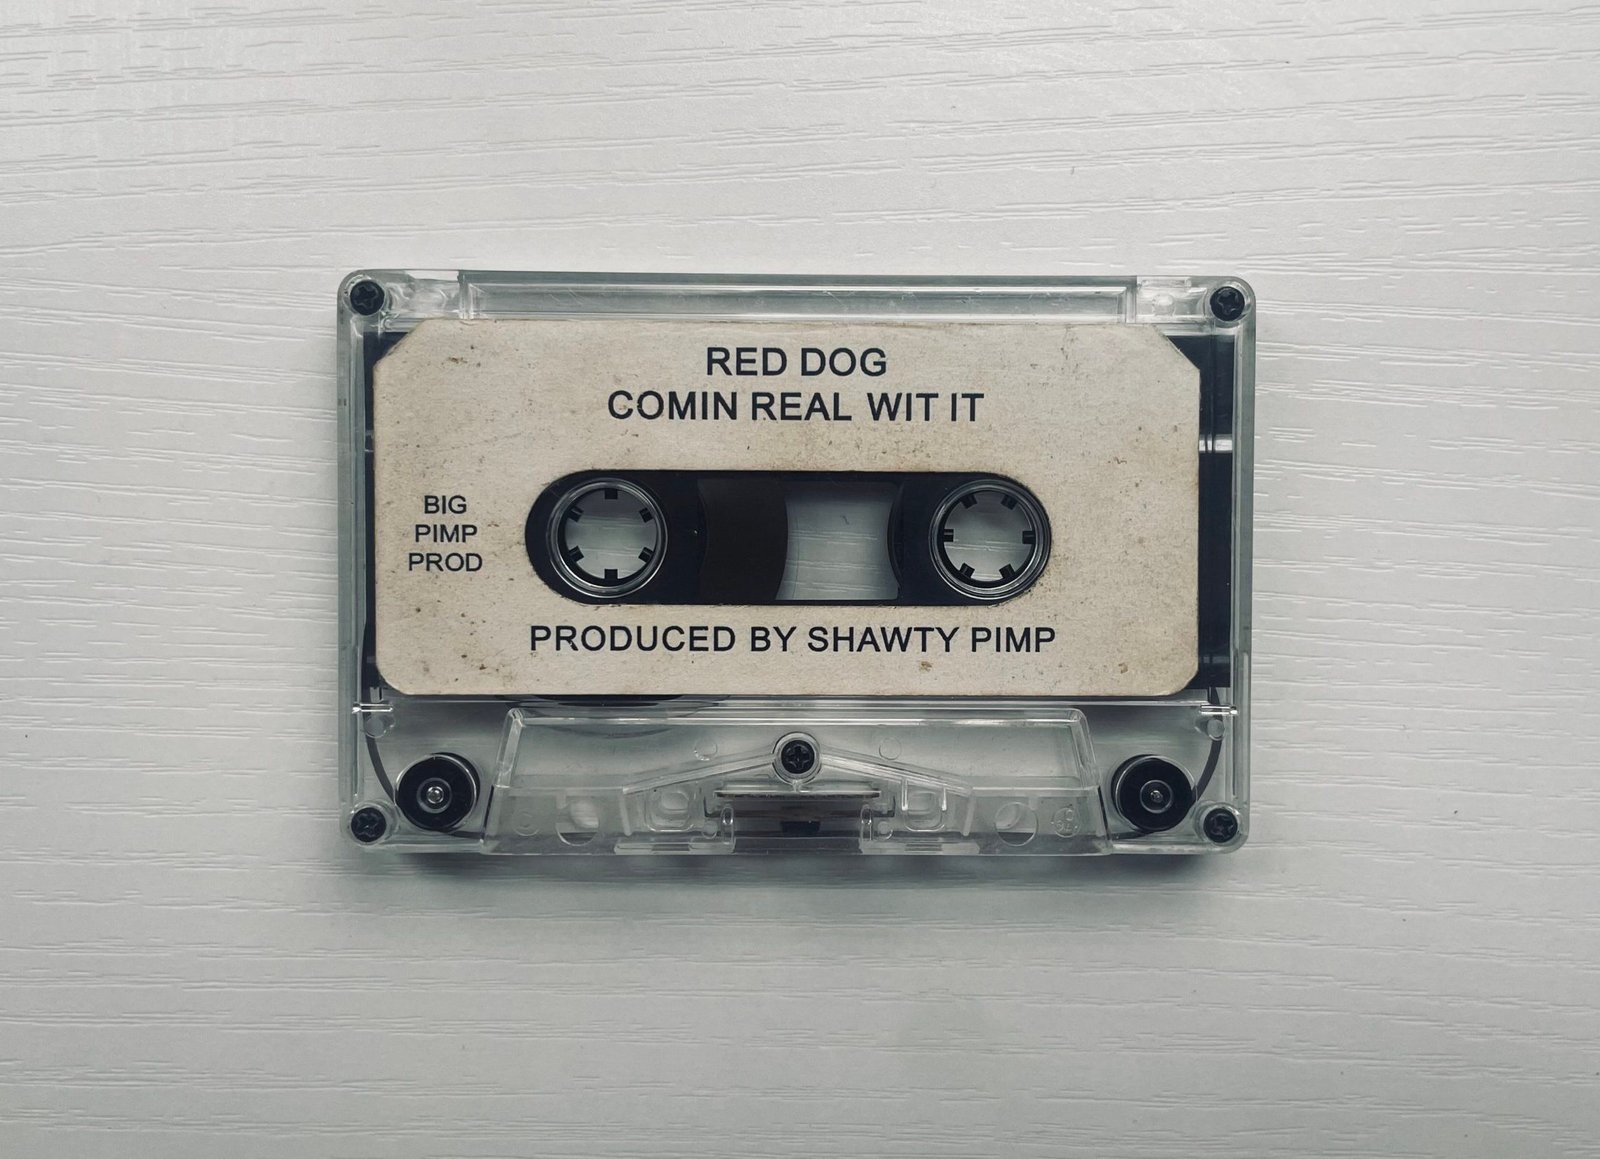 RED DOG
COMIN REAL WIT IT
BIG
PIMP
PROD
PRODUCED BY SHAWTY PIMP